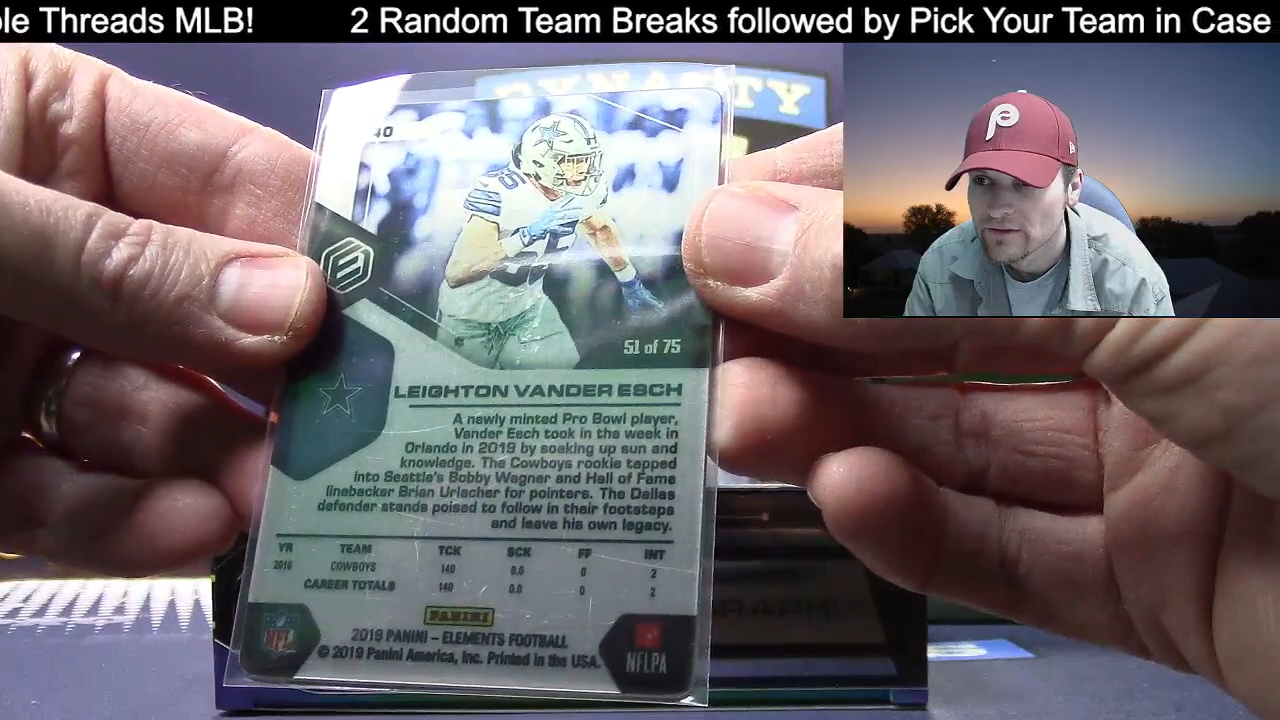 le Threads MLB! 2 Random Team Breaks followed by Pick Your Team in Case
DYNASTY
P
40
55
51 of 75
LEIGHTON VANDER ESCH
A newly minted Pro Bowl player,
Vander Esch took in the week in
Orlando in 2019 by soaking up sun and
knowledge. The Cowboys rookie tapped
into Seattle's Bobby Wagner and Hall of Fame
linebacker Brian Urlacher for pointers. The Dallas
defender stands poised to follow in their footsteps
and leave his own legacy.
YR TEAM TCK SCK FF INT
2018 COWBOYS 140 0.0 0 2
CAREER TOTALS 140 0.0 0 2
PANINI
2019 PANINI – ELEMENTS FOOTBALL
© 2019 Panini America, Inc. Printed in the USA.
NFL
NFLPA